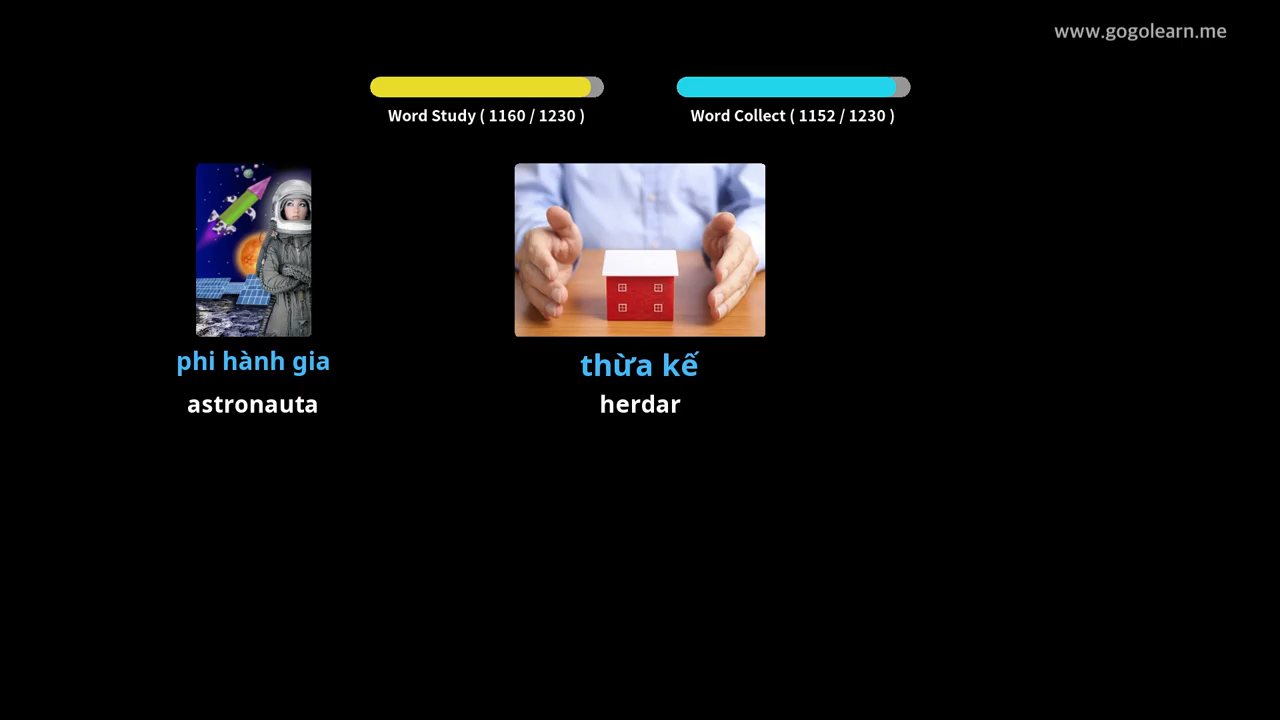 www.gogolearn.me
Word Study ( 1160 / 1230 )
Word Collect ( 1152 / 1230 )
phi hành gia
astronauta
thừa kế
herdar